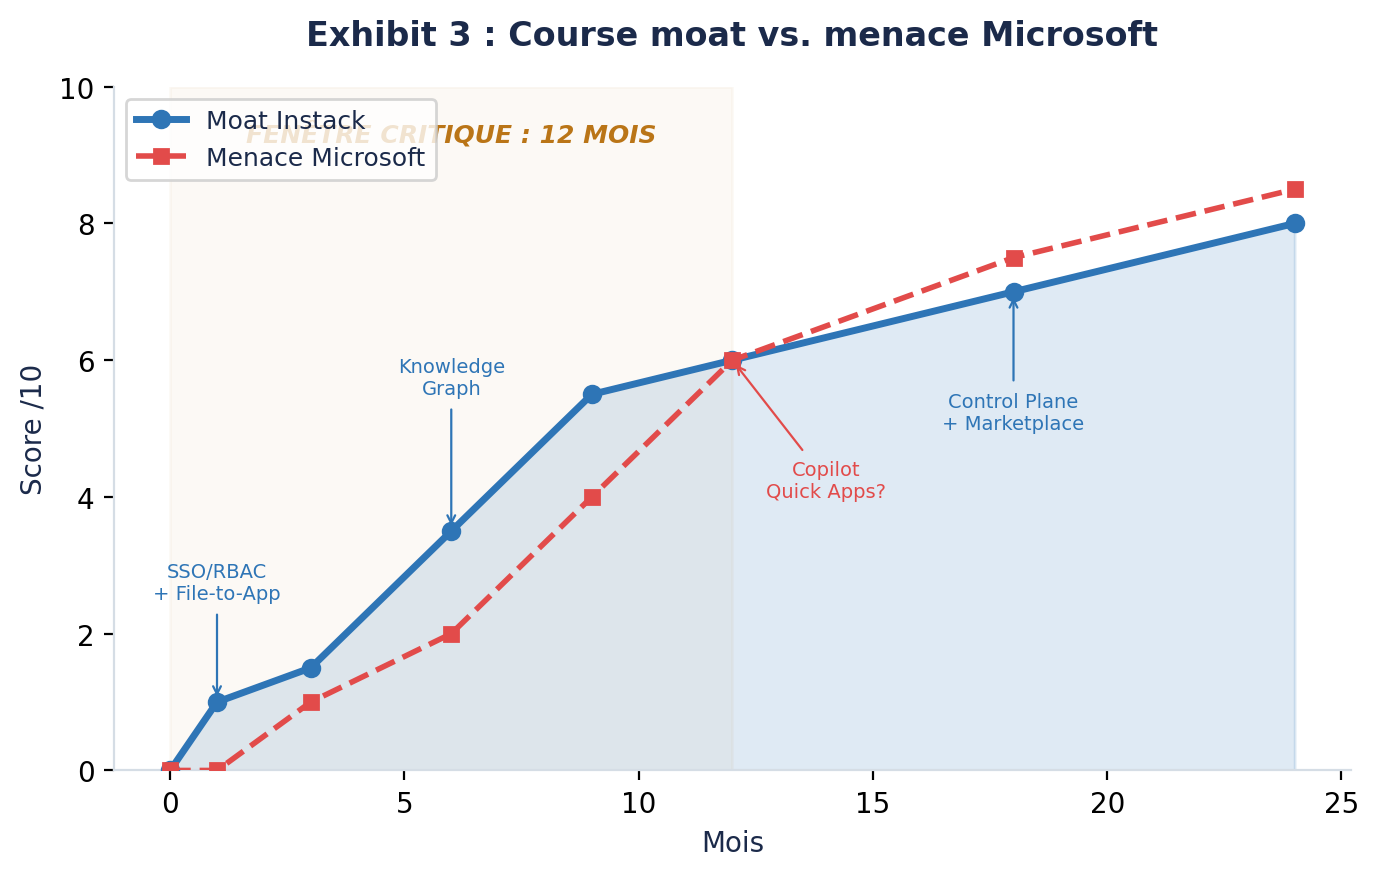 Exhibit 3 : Course moat vs. menace Microsoft
10
8
6
4
2
0
Score /10
Moat Instack
Menace Microsoft
FENÊTRE CRITIQUE : 12 MOIS
Knowledge
Graph
SSO/RBAC
+ File-to-App
Control Plane
+ Marketplace
Copilot
Quick Apps?
0
5
10
15
20
25
Mois